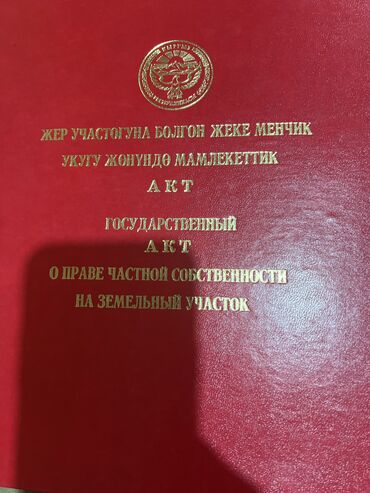 ЖЕР УЧАСТОГУНА БОЛГОН ЖЕКЕ МЕНЧИК
УКУГУ ЖӨНҮНДӨ МАМЛЕКЕТТИК
АКТ
ГОСУДАРСТВЕННЫЙ
АКТ
О ПРАВЕ ЧАСТНОЙ СОБСТВЕННОСТИ
НА ЗЕМЕЛЬНЫЙ УЧАСТОК